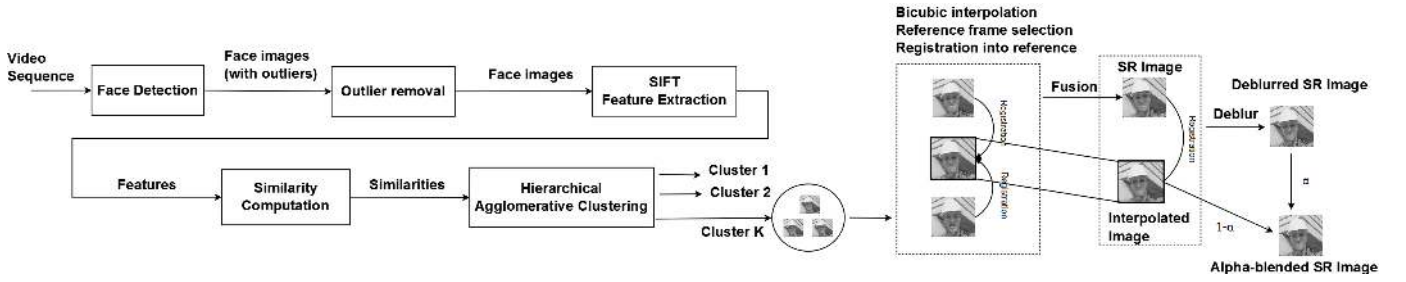 Video
Sequence
Face Detection
Face images
(with outliers)
Outlier removal
Face images
SIFT
Feature Extraction
Features
Similarity
Computation
Similarities
Hierarchical
Agglomerative Clustering
Cluster 1
Cluster 2
Cluster K
Bicubic interpolation
Reference frame selection
Registration into reference
Registration
Registration
Fusion
SR Image
Registration
Interpolated
Image
Deblur
Deblurred SR Image
α
1-α
Alpha-blended SR Image